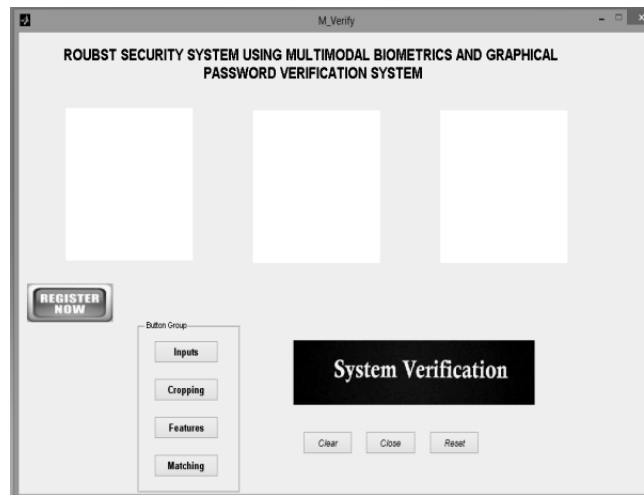 M_Verify
ROUBST SECURITY SYSTEM USING MULTIMODAL BIOMETRICS AND GRAPHICAL
PASSWORD VERIFICATION SYSTEM
REGISTER
NOW
Button Group
Inputs
Cropping
Features
Matching
System Verification
Clear
Close
Reset